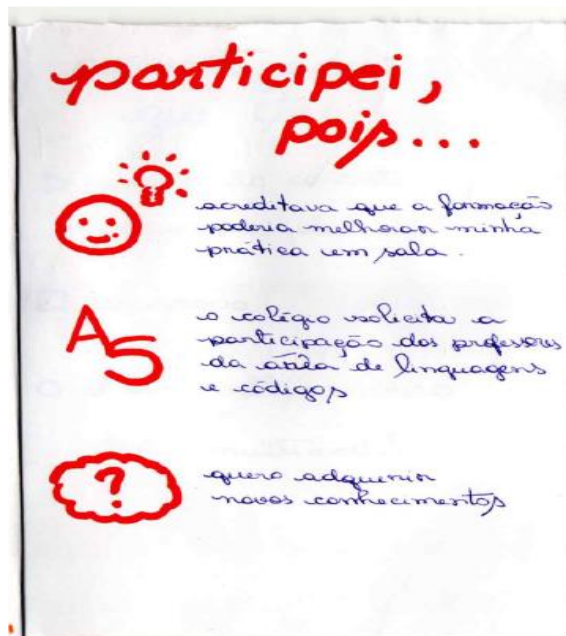 participei,
pois...
acreditava que a formação
poderia melhorar minha
prática em sala.
AS
o colégio solicita a
participação dos professores
da área de linguagens
e códigos
?
quero adquirir
novos conhecimentos